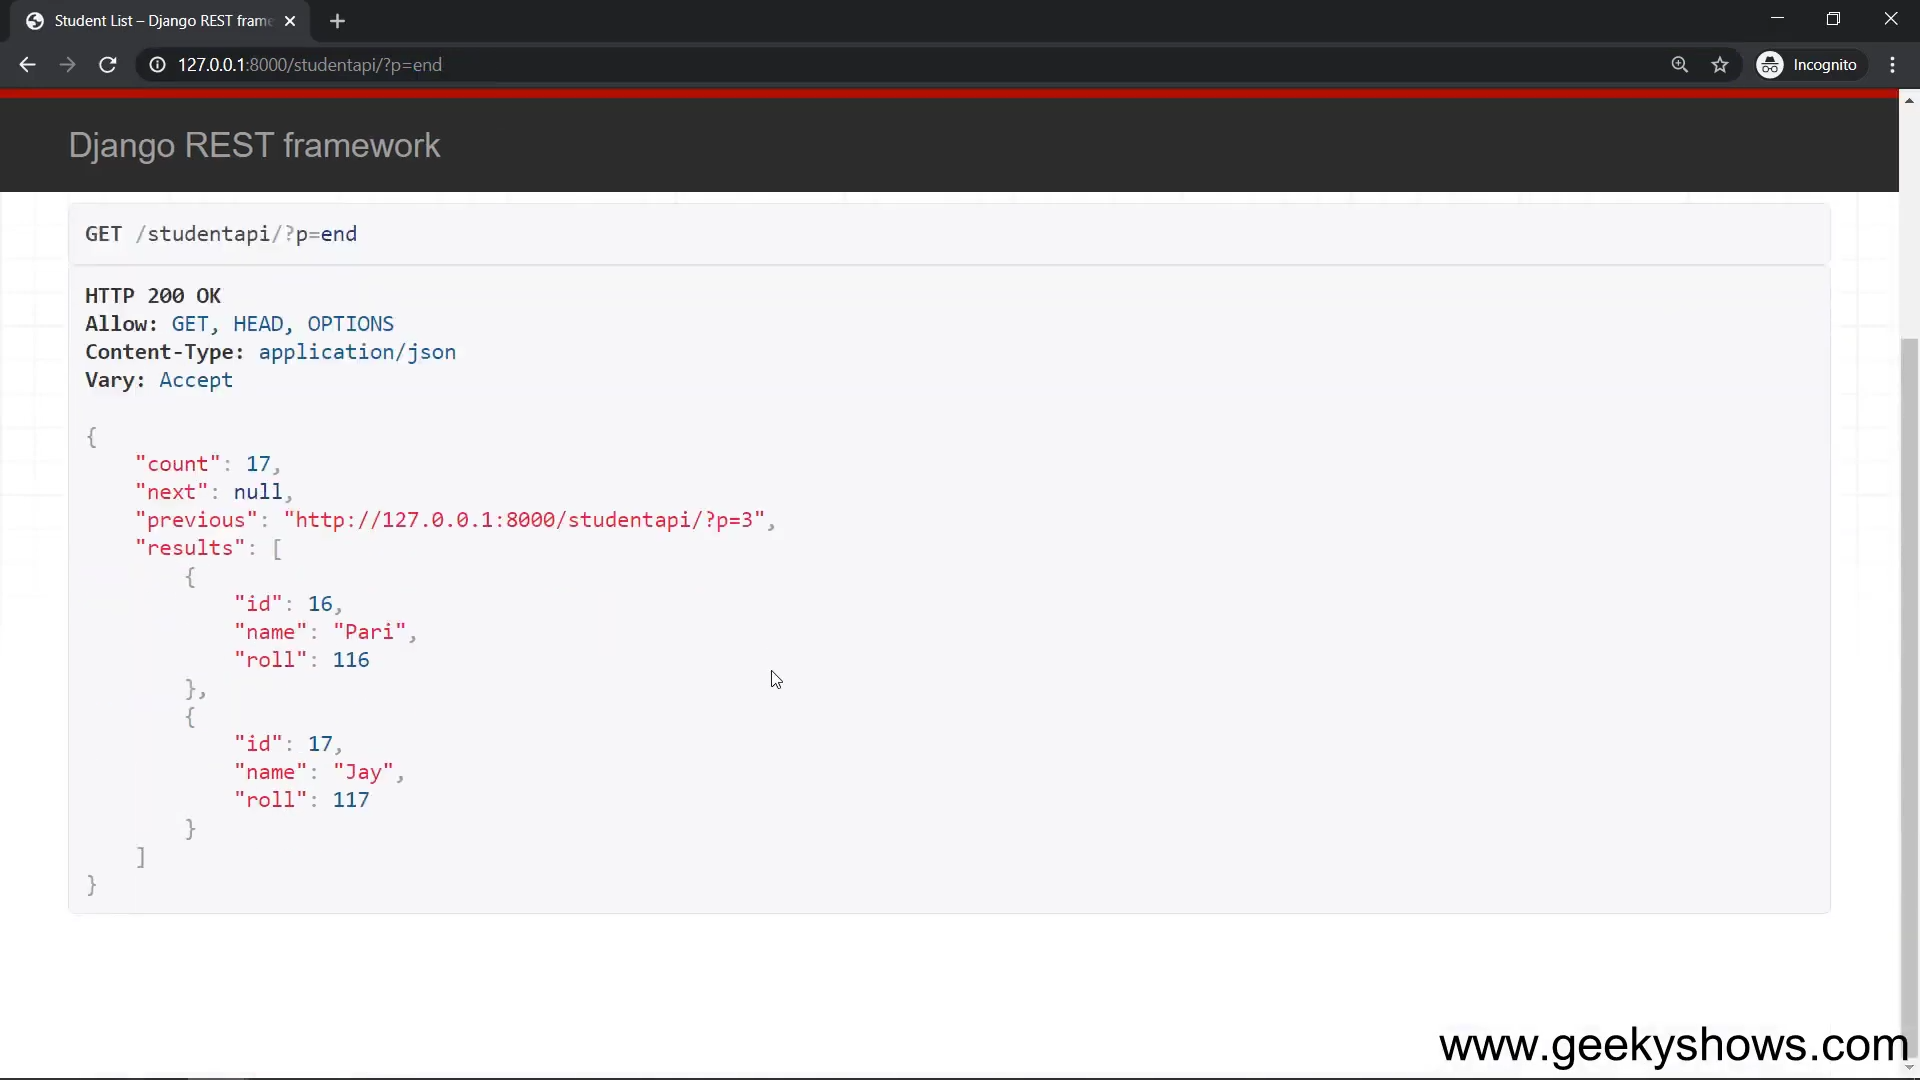 Student List – Django REST frame
127.0.0.1:8000/studentapi/?p=end
Incognito
Django REST framework
GET /studentapi/?p=end
HTTP 200 OK
Allow: GET, HEAD, OPTIONS
Content-Type: application/json
Vary: Accept
{
"count": 17,
"next": null,
"previous": "http://127.0.0.1:8000/studentapi/?p=3",
"results": [
{
"id": 16,
"name": "Pari",
"roll": 116
},
{
"id": 17,
"name": "Jay",
"roll": 117
}
]
}
www.geekyshows.com